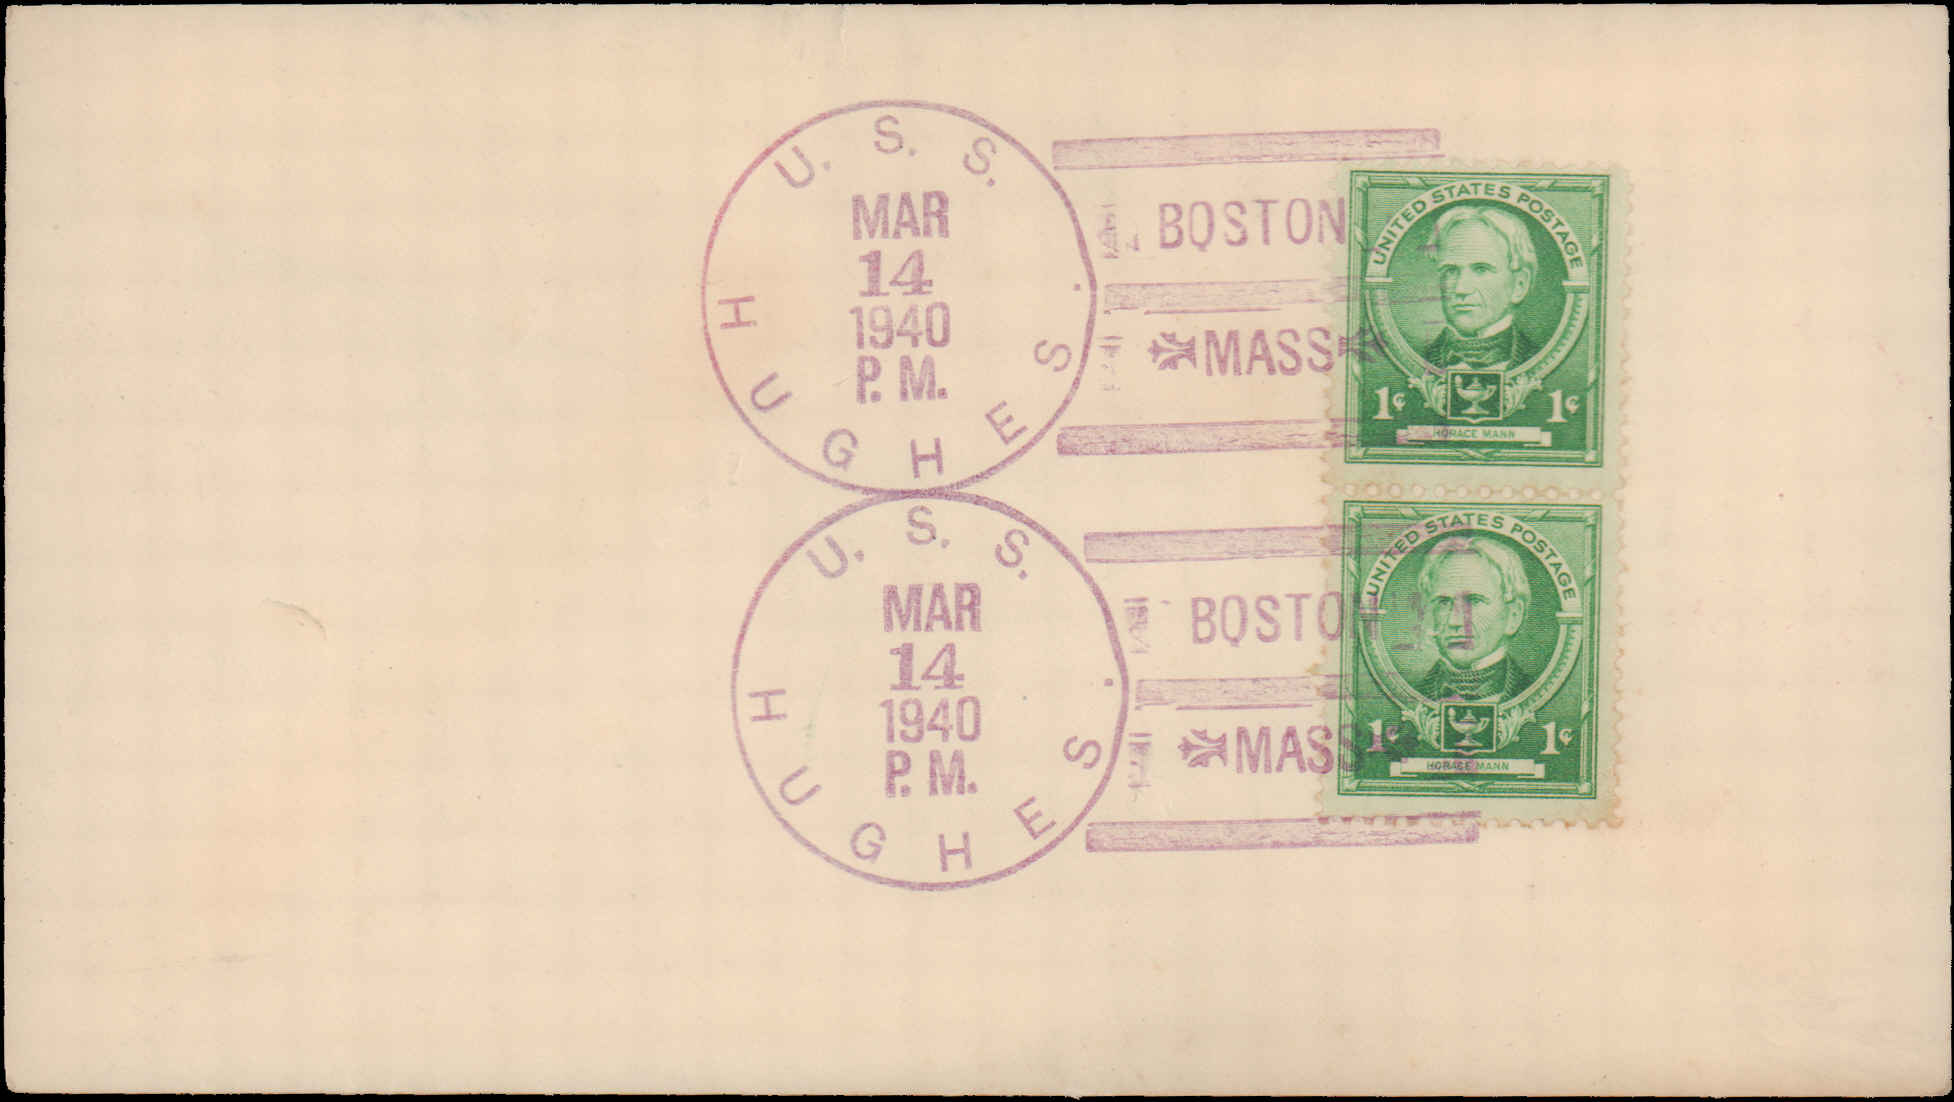 U. S. S. HUGHES.
MAR
14
1940
P. M.
BOSTON
MASS
UNITED STATES POSTAGE
1¢ 1¢
HORACE MANN
U. S. S. HUGHES.
MAR
14
1940
P. M.
BOSTON
MASS
UNITED STATES POSTAGE
1¢ 1¢
HORACE MANN